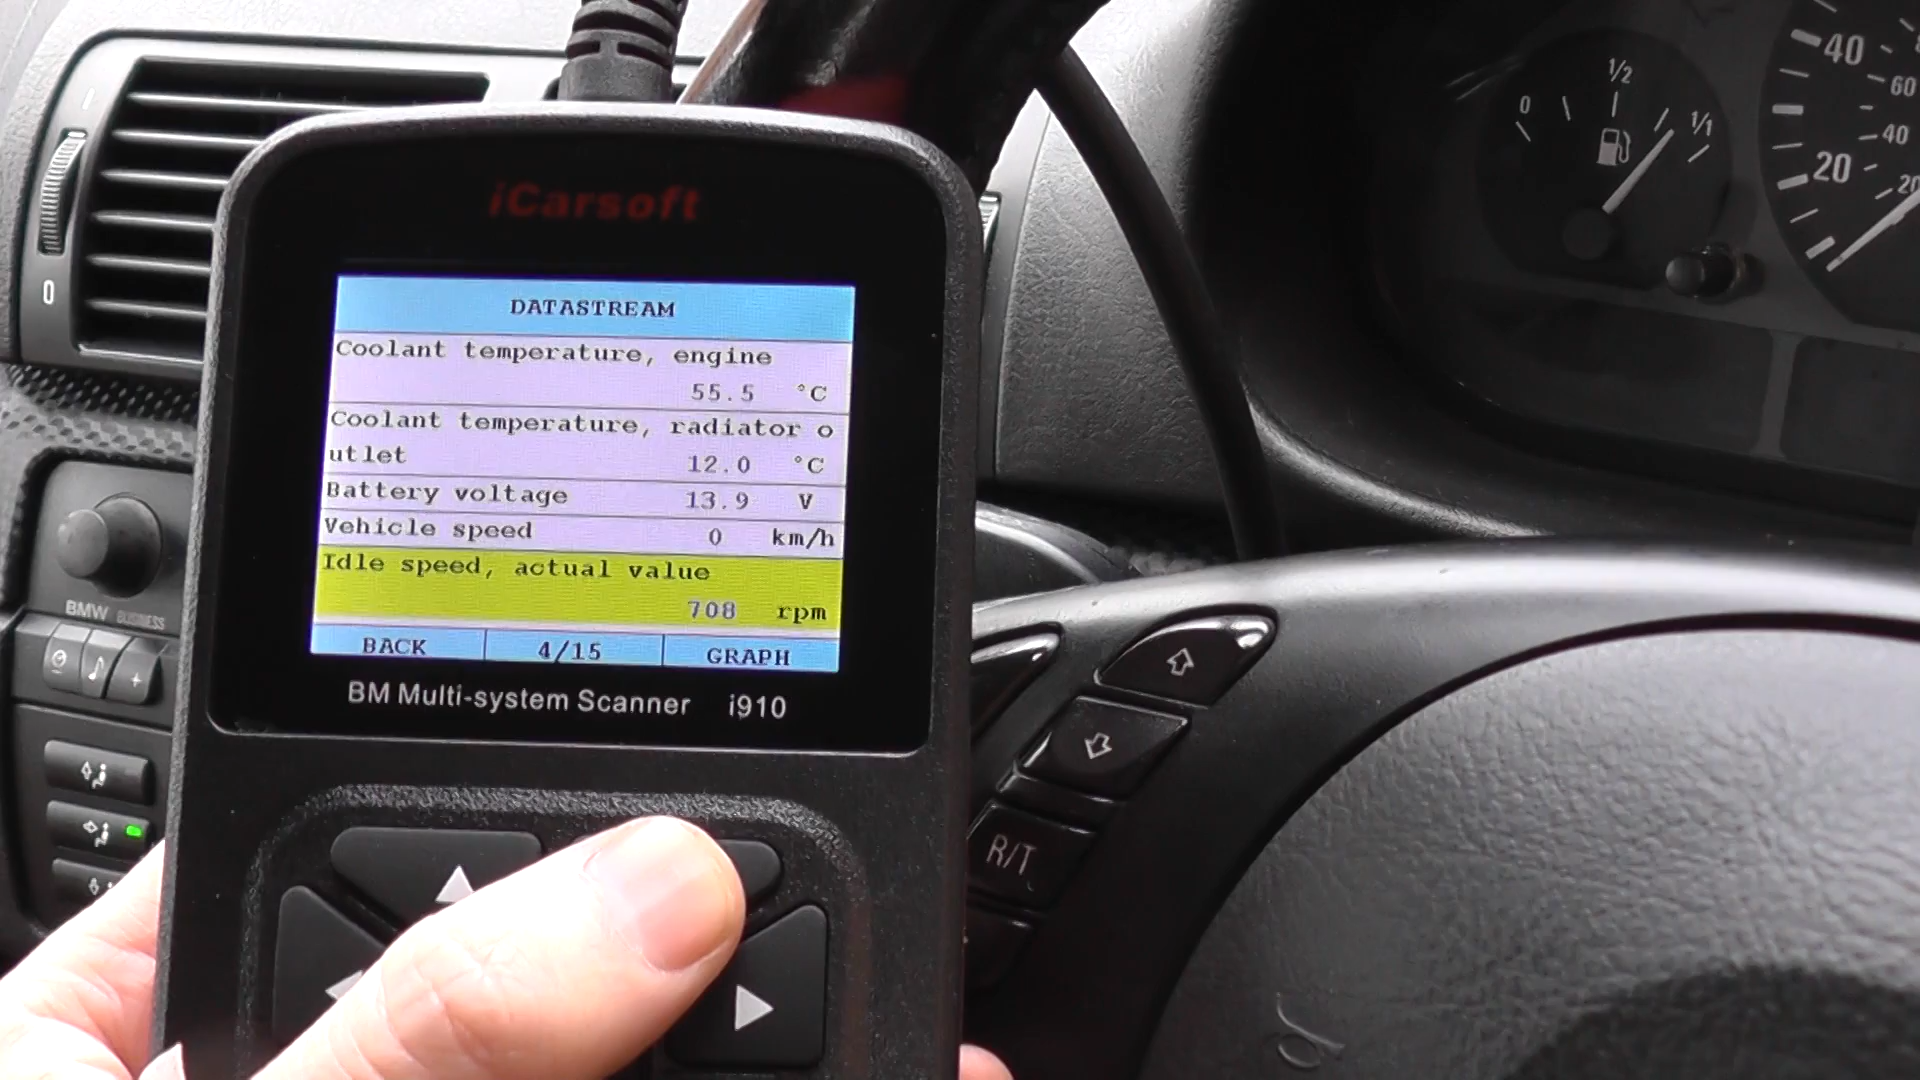 iCarsoft
DATASTREAM
Coolant temperature, engine
55.5 °C
Coolant temperature, radiator o
utlet 12.0 °C
Battery voltage 13.9 V
Vehicle speed 0 km/h
Idle speed, actual value
708 rpm
BACK 4/15 GRAPH
BM Multi-system Scanner i910
0
BMW BUSINESS
+
R/T
0 1/2 1/1
40
60
40
20
20